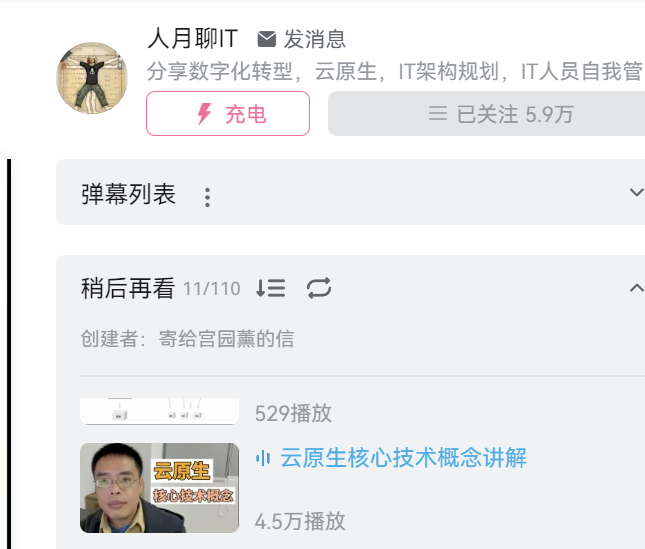 人月聊IT 发消息
分享数字化转型，云原生，IT架构规划，IT人员自我管
充电 已关注 5.9万
弹幕列表
稍后再看 11/110
创建者：寄给宫园薰的信
529播放
云原生核心技术概念讲解
云原生
核心技术概念
4.5万播放